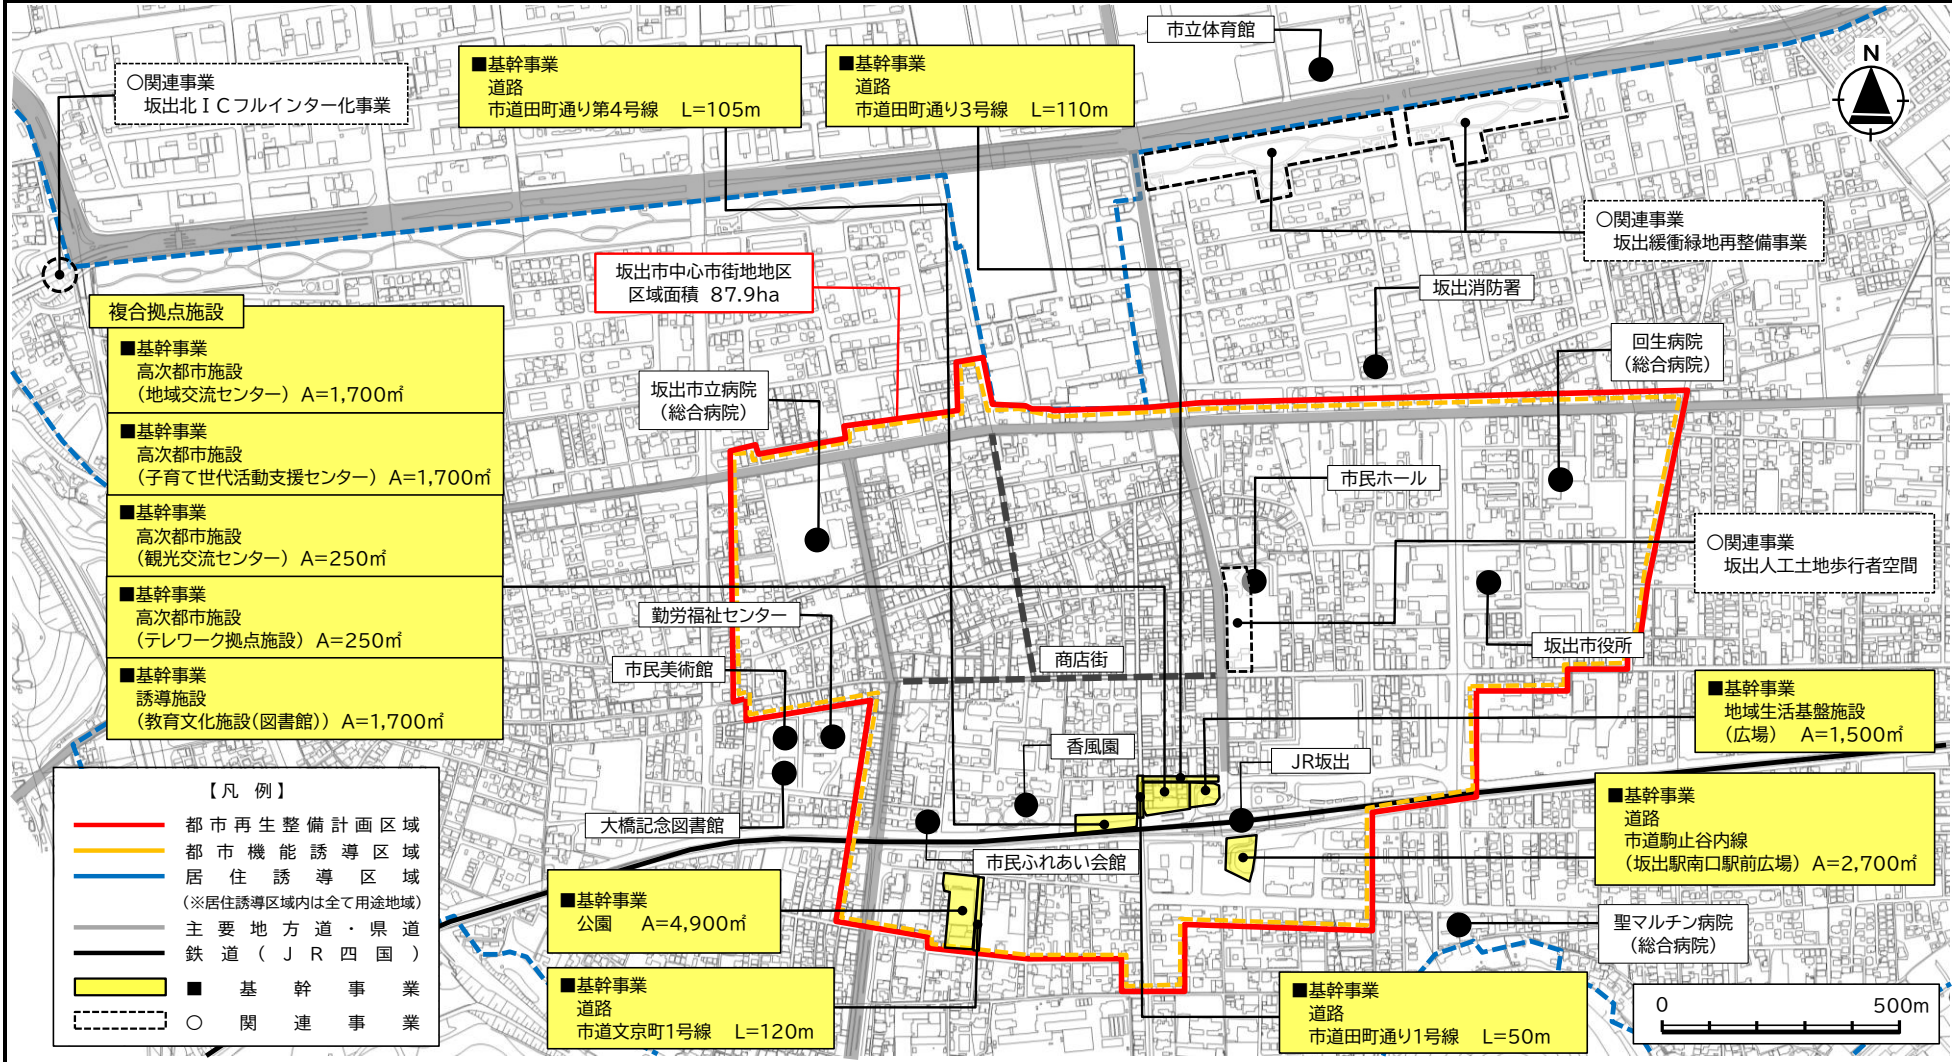 市立体育館
N
○関連事業
坂出北ＩＣフルインター化事業
■基幹事業
道路
市道田町通り第4号線 L=105m
■基幹事業
道路
市道田町通り3号線 L=110m
○関連事業
坂出緩衝緑地再整備事業
坂出市中心市街地地区
区域面積 87.9ha
坂出消防署
回生病院
（総合病院）
複合拠点施設
■基幹事業
高次都市施設
（地域交流センター）A=1,700㎡
■基幹事業
高次都市施設
（子育て世代活動支援センター）A=1,700㎡
■基幹事業
高次都市施設
（観光交流センター）A=250㎡
■基幹事業
高次都市施設
（テレワーク拠点施設）A=250㎡
■基幹事業
誘導施設
（教育文化施設(図書館)）A=1,700㎡
坂出市立病院
（総合病院）
市民ホール
○関連事業
坂出人工土地歩行者空間
勤労福祉センター
市民美術館
商店街
坂出市役所
■基幹事業
地域生活基盤施設
（広場） A=1,500㎡
香風園
JR坂出
■基幹事業
道路
市道駒止谷内線
（坂出駅南口駅前広場）A=2,700㎡
大橋記念図書館
市民ふれあい会館
■基幹事業
公園 A=4,900㎡
聖マルチン病院
（総合病院）
■基幹事業
道路
市道文京町1号線 L=120m
■基幹事業
道路
市道田町通り1号線 L=50m
【凡例】
都市再生整備計画区域
都市機能誘導区域
居住誘導区域
（※居住誘導区域内は全て用途地域）
主要地方道・県道
鉄道（ＪＲ四国）
■基幹事業
○関連事業
0 500m